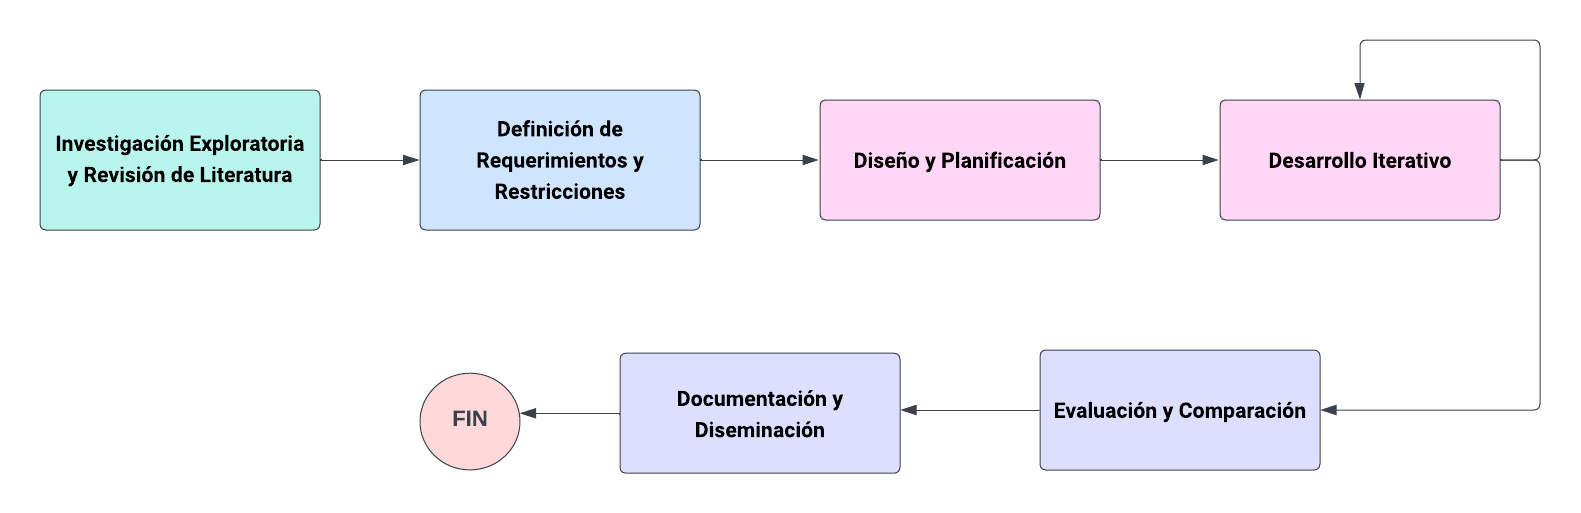 Investigación Exploratoria
y Revisión de Literatura
Definición de
Requerimientos y
Restricciones
Diseño y Planificación
Desarrollo Iterativo
Evaluación y Comparación
Documentación y
Diseminación
FIN